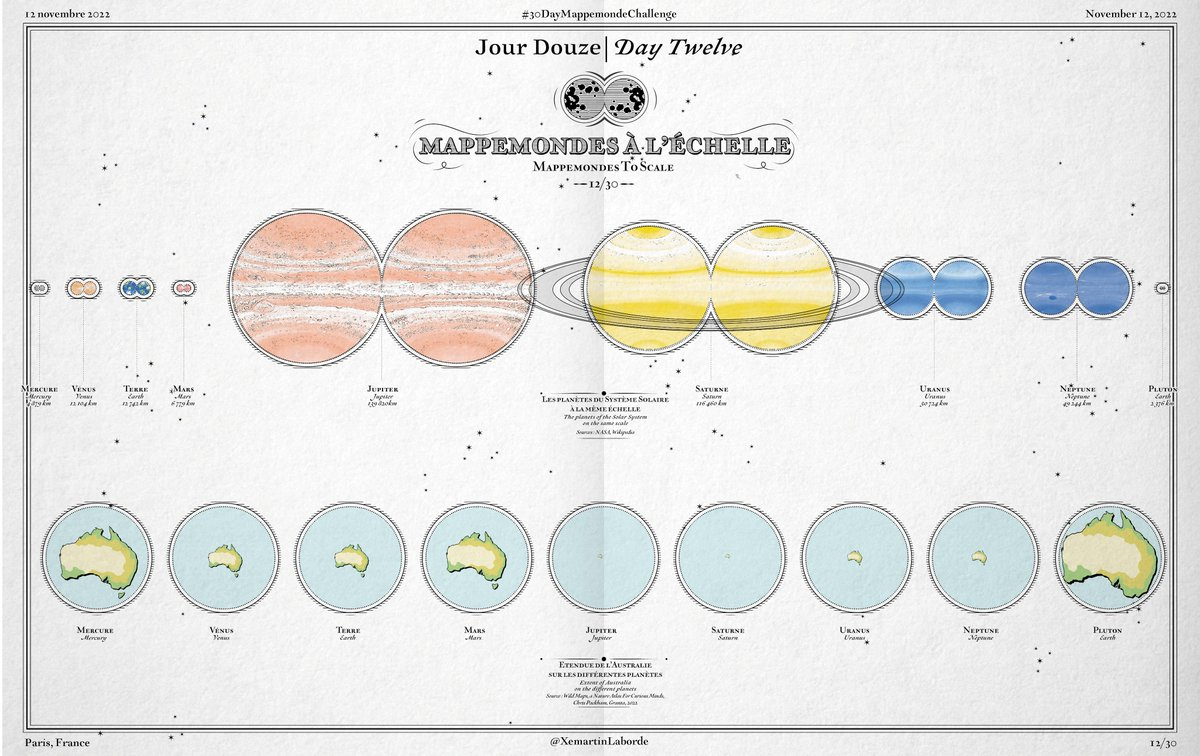 12 novembre 2022
#30DayMappemondeChallenge
November 12, 2022
Jour Douze | Day Twelve
MAPPEMONDES À L'ÉCHELLE
Mappemondes To Scale
12/30
Mercure
Mercury
4 879 km
Vénus
Venus
12 104 km
Terre
Earth
12 742 km
Mars
Mars
6 779 km
Jupiter
Jupiter
139 820 km
Les planètes du Système Solaire
à la même échelle
The planets of the Solar System
on the same scale
Sources : NASA, Wikipedia
Saturne
Saturn
116 460 km
Uranus
Uranus
50 724 km
Neptune
Neptune
49 244 km
Pluton
Earth
2 376 km
Mercure
Mercury
Vénus
Venus
Terre
Earth
Mars
Mars
Jupiter
Jupiter
Saturne
Saturn
Uranus
Uranus
Neptune
Neptune
Pluton
Earth
Etendue de l'Australie
sur les différentes planètes
Extent of Australia
on the different planets
Source : Wild Maps, a Nature Atlas For Curious Minds,
Chris Packham, Granta, 2022
Paris, France
@XemartinLaborde
12/30